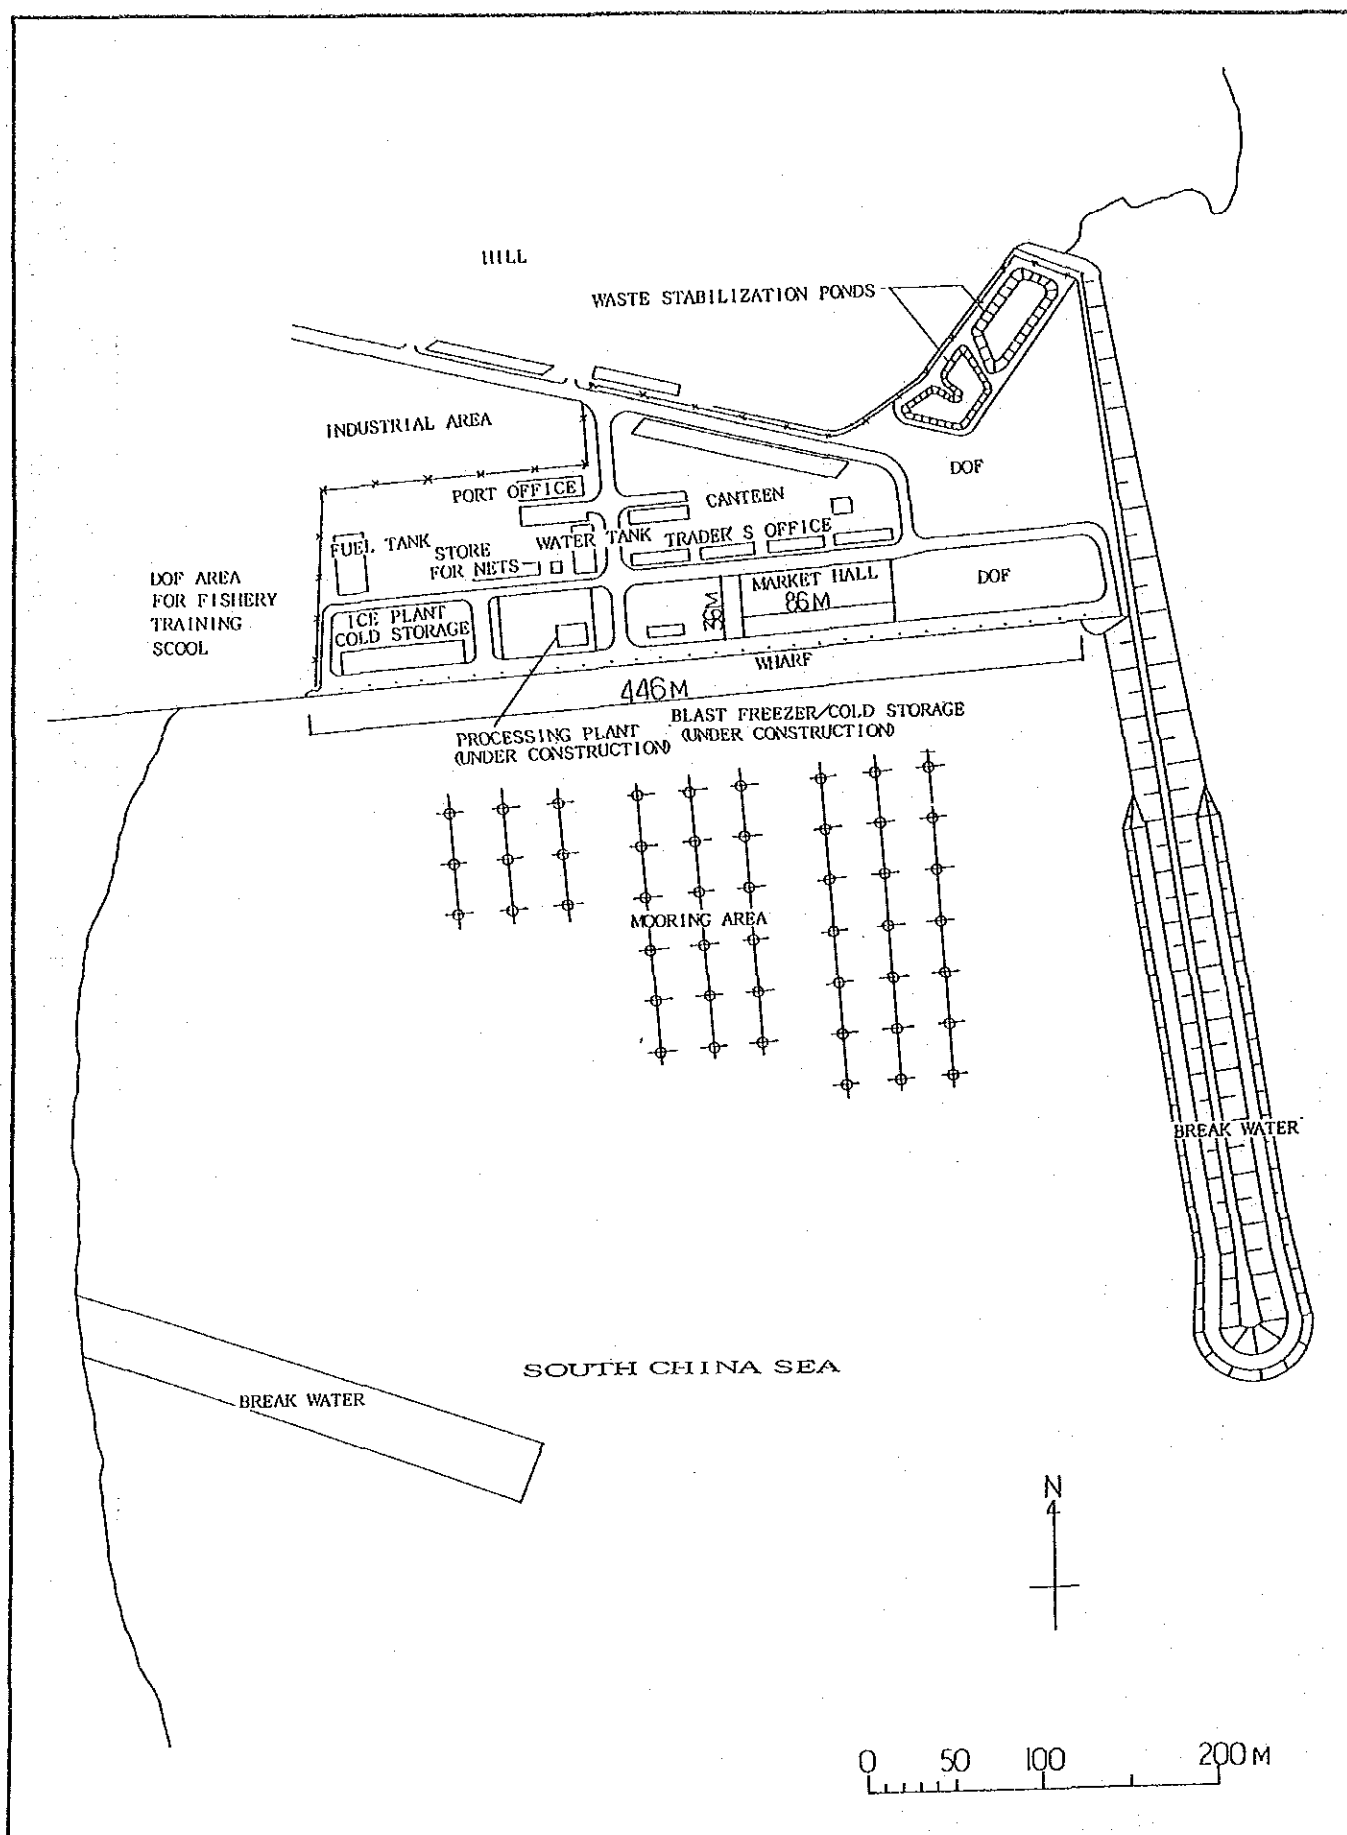 HILL
WASTE STABILIZATION PONDS
INDUSTRIAL AREA
DOF
PORT OFFICE
CANTEEN
FUEL TANK
STORE
FOR NETS
WATER TANK
TRADER S OFFICE
DOF AREA
FOR FISHERY
TRAINING
SCOOL
MARKET HALL
86M
DOF
ICE PLANT
COLD STORAGE
WHARF
446M
PROCESSING PLANT
(UNDER CONSTRUCTION)
BLAST FREEZER/COLD STORAGE
(UNDER CONSTRUCTION)
MOORING AREA
BREAK WATER
SOUTH CHINA SEA
BREAK WATER
N
0 50 100 200M